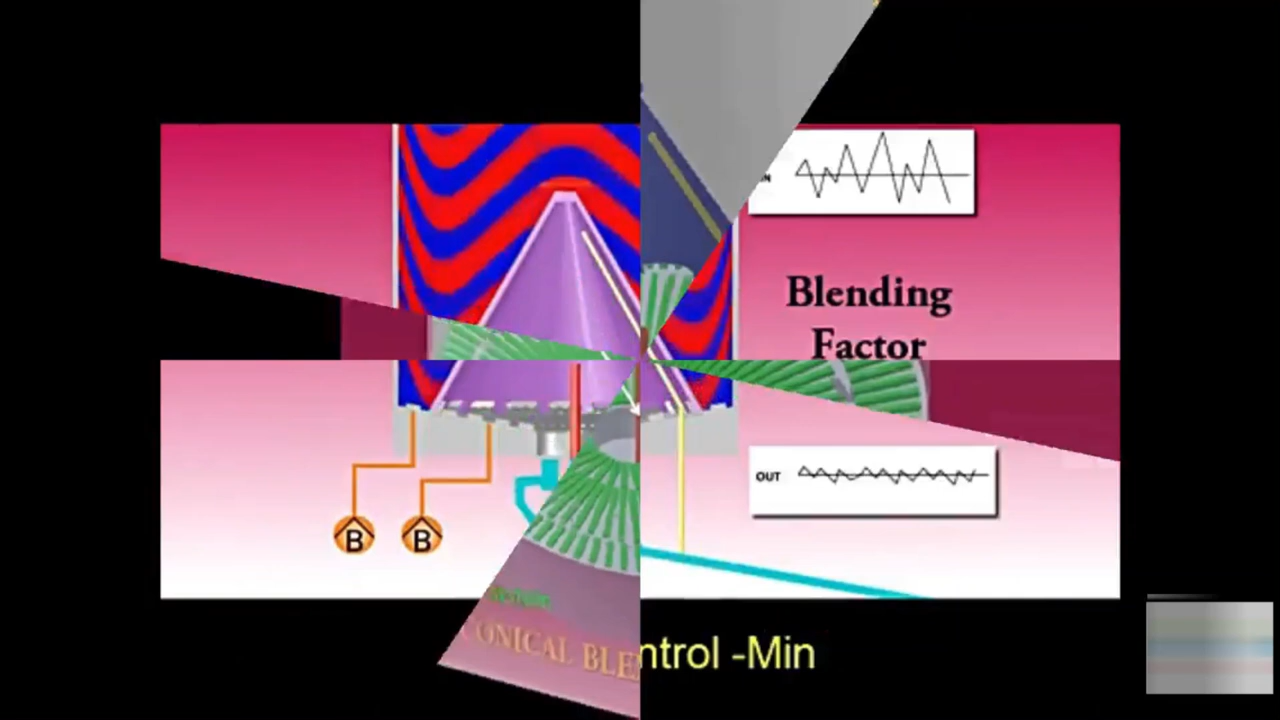 Blending
Factor
OUT
B
B
CONICAL BLE
ntrol -Min